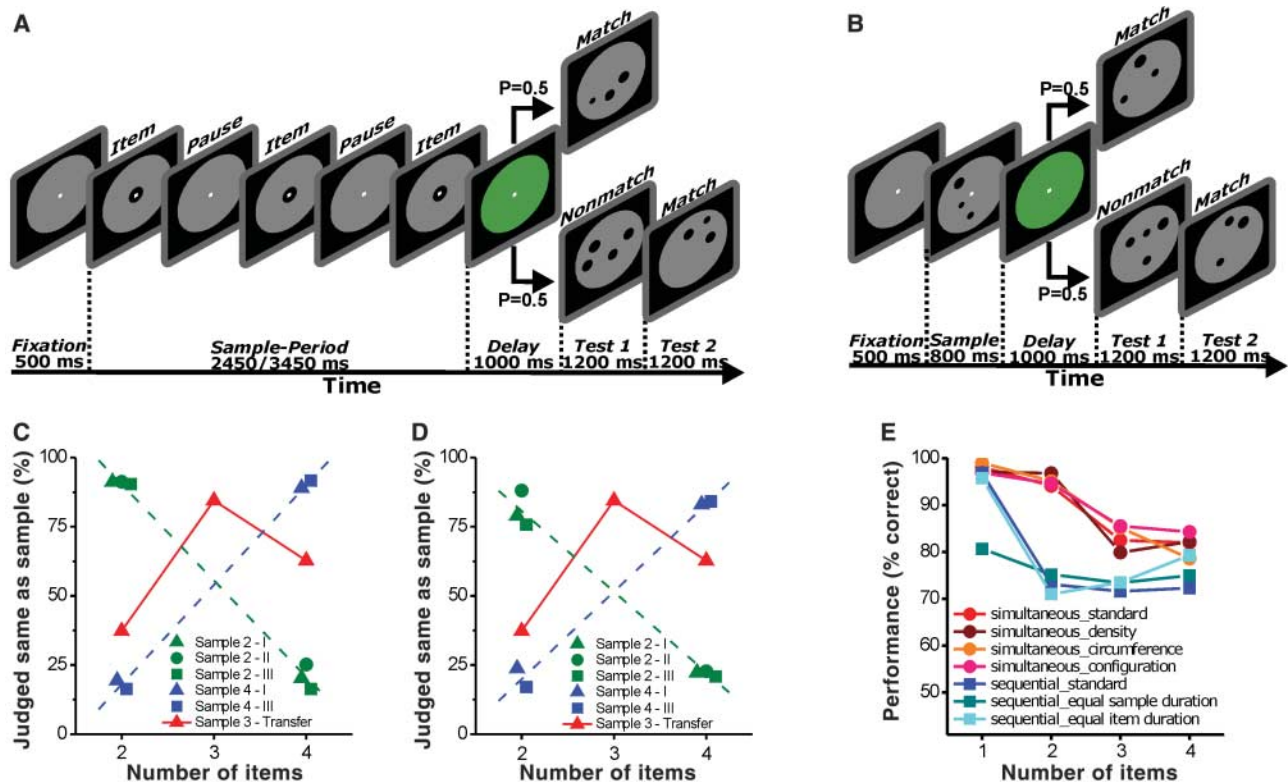 A
Fixation
500 ms
Item
Pause
Item
Pause
Item
Sample-Period
2450/3450 ms
Delay
1000 ms
P=0.5
Match
P=0.5
Nonmatch
Match
Test 1
1200 ms
Test 2
1200 ms
Time
B
Fixation
500 ms
Sample
800 ms
Delay
1000 ms
P=0.5
Match
P=0.5
Nonmatch
Match
Test 1
1200 ms
Test 2
1200 ms
Time
C
Judged same as sample (%)
100
75
50
25
0
Sample 2 - I
Sample 2 - II
Sample 2 - III
Sample 4 - I
Sample 4 - III
Sample 3 - Transfer
2 3 4
Number of items
D
Judged same as sample (%)
100
75
50
25
0
Sample 2 - I
Sample 2 - II
Sample 2 - III
Sample 4 - I
Sample 4 - III
Sample 3 - Transfer
2 3 4
Number of items
E
Performance (% correct)
100
90
80
70
60
50
simultaneous_standard
simultaneous_density
simultaneous_circumference
simultaneous_configuration
sequential_standard
sequential_equal sample duration
sequential_equal item duration
1 2 3 4
Number of items